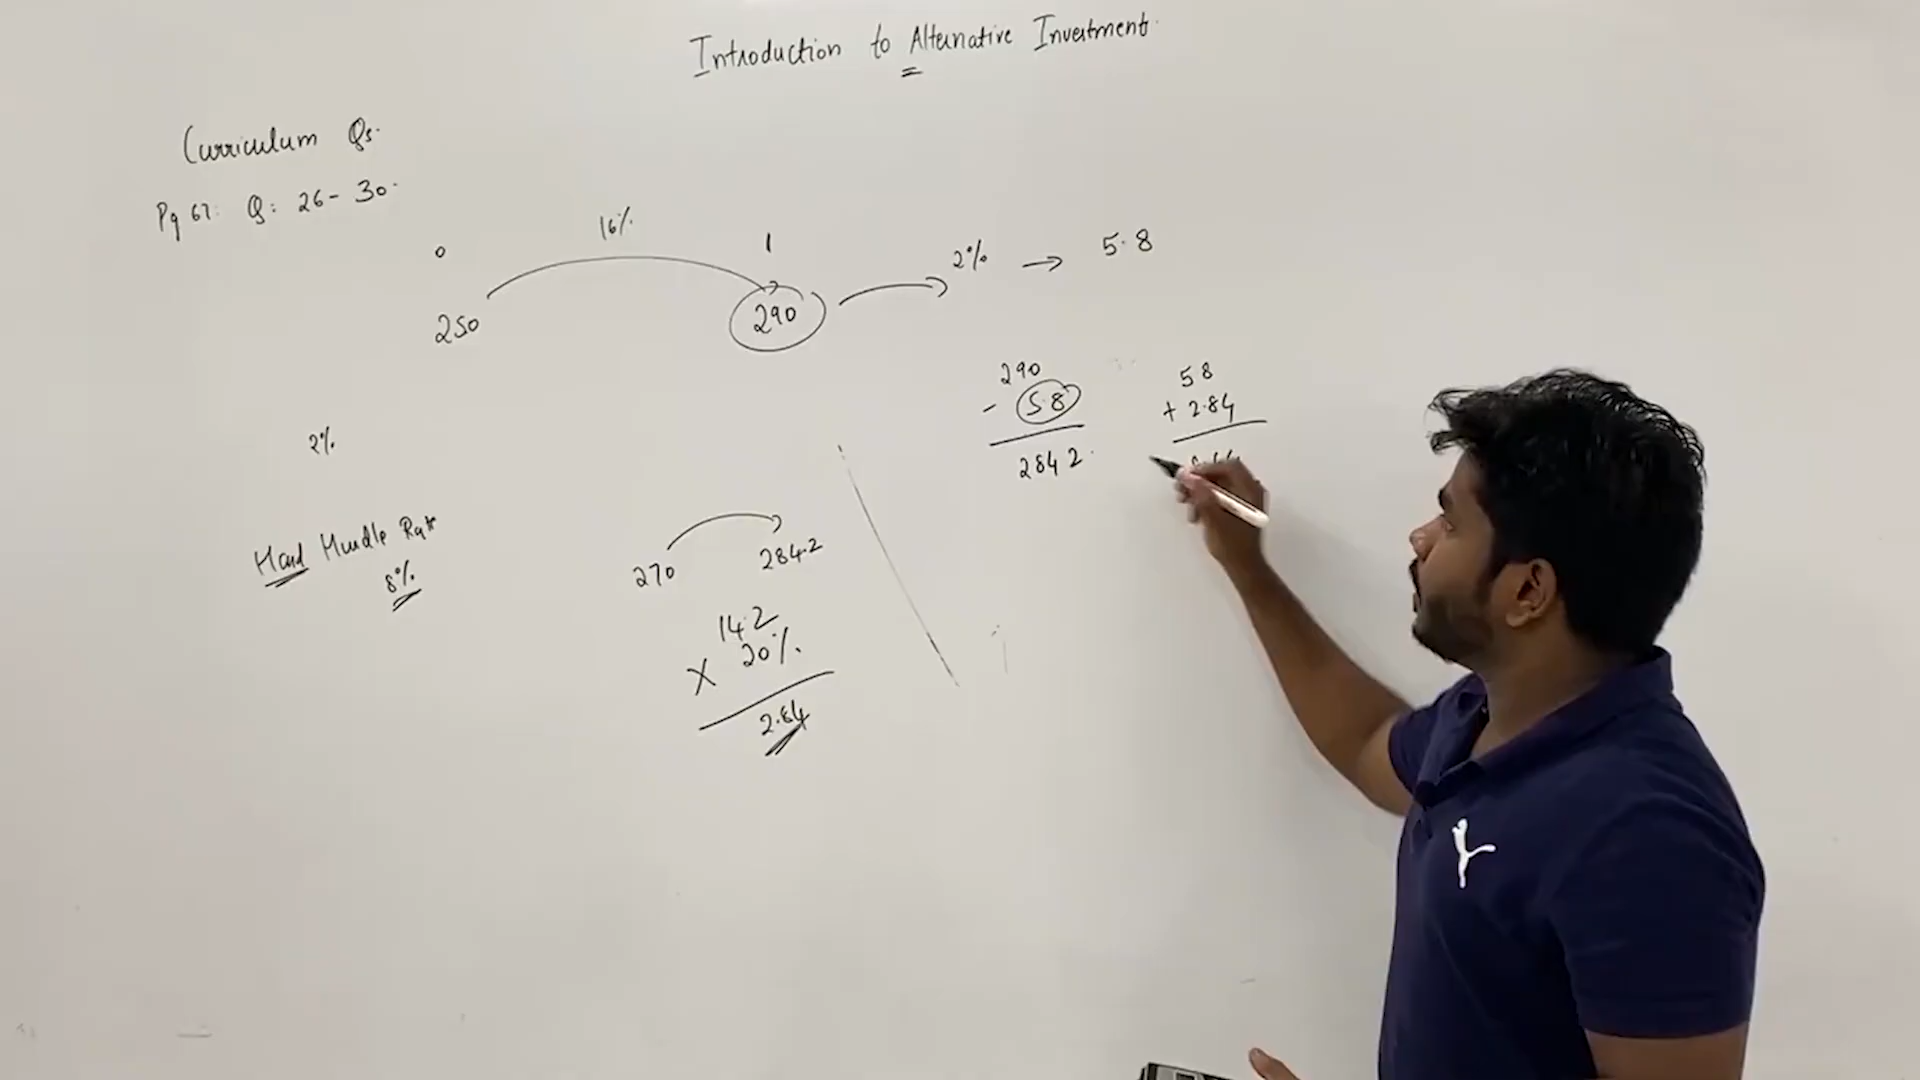 Introduction to Alternative Investment.
Curriculum Qs.
Pg 67: Q: 26 - 30.
0 16% 1
250 290 2% → 5.8
290
- 5.8
284.2
5.8
+ 2.84
2%
Hard Hurdle Rate
8%
270 284.2
14.2
X 20%
2.84